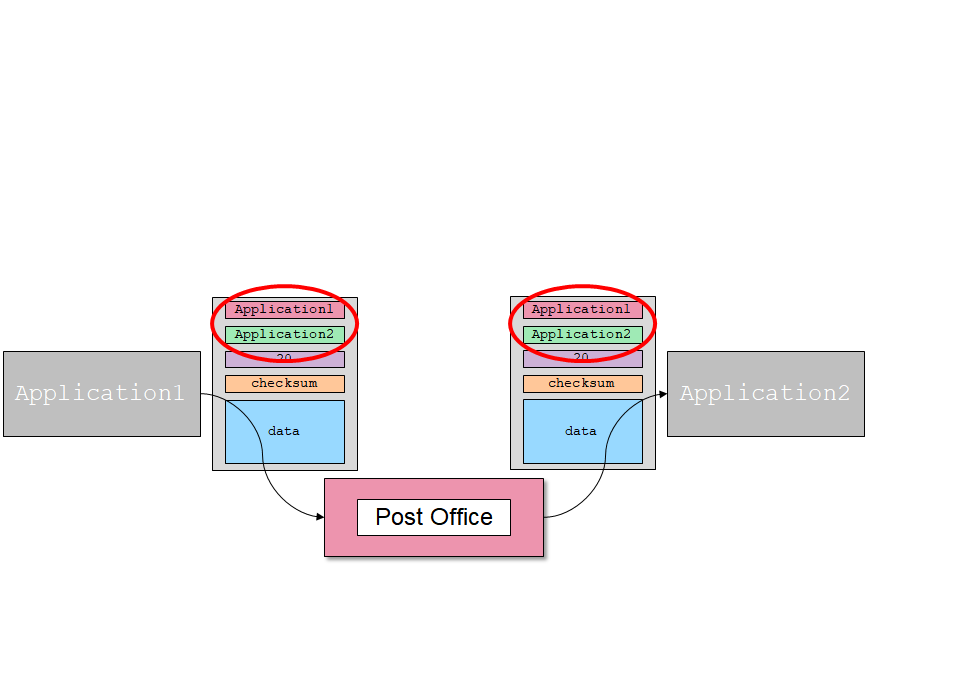 Application1
Application1
Application2
20
checksum
data
Application1
Application2
20
checksum
data
Application2
Post Office